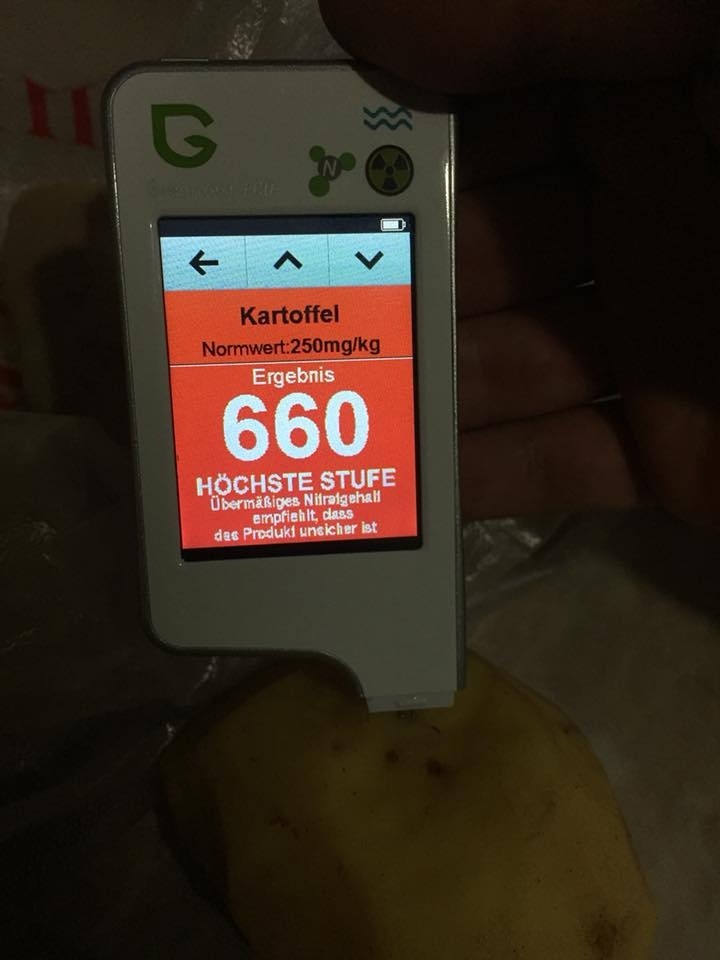 N
Kartoffel
Normwert:250mg/kg
Ergebnis
660
HÖCHSTE STUFE
Übermäßiges Nitratgehalt
empfiehlt, dass
das Produkt unsicher ist